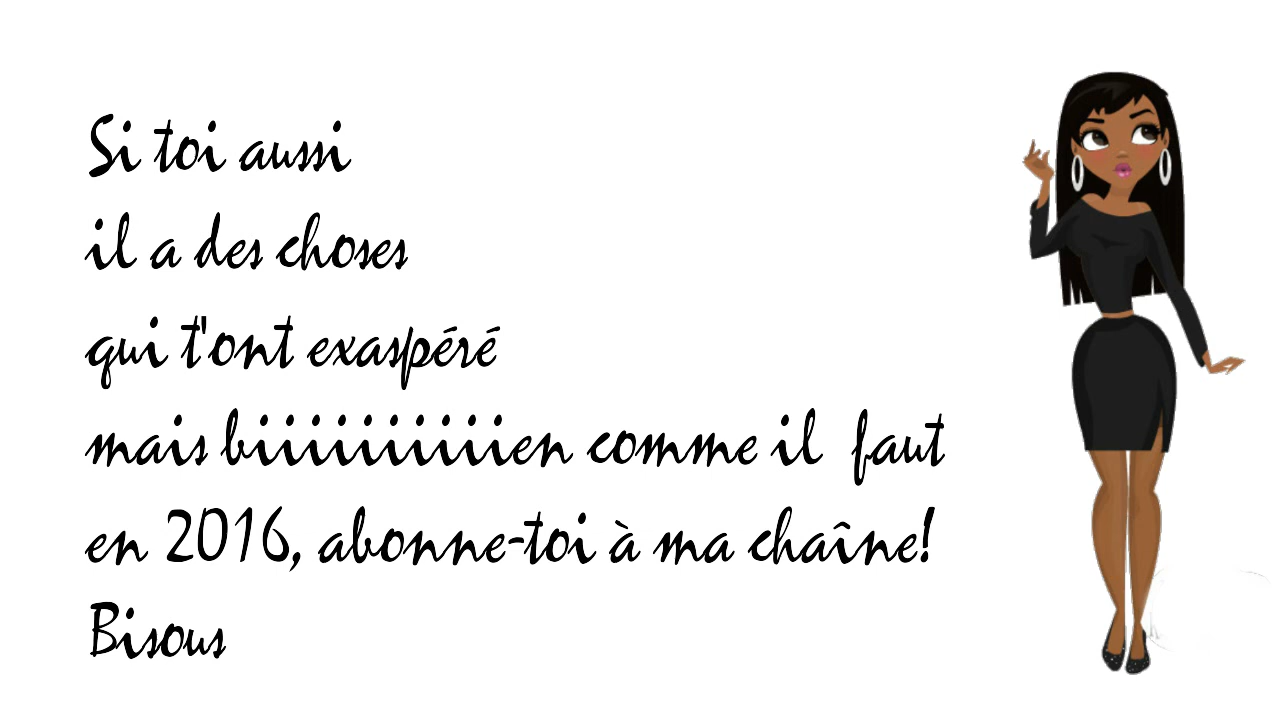 Si toi aussi
il a des choses
qui t'ont exaspéré
mais biiiiiiiiiien comme il faut
en 2016, abonne-toi à ma chaîne!
Bisous